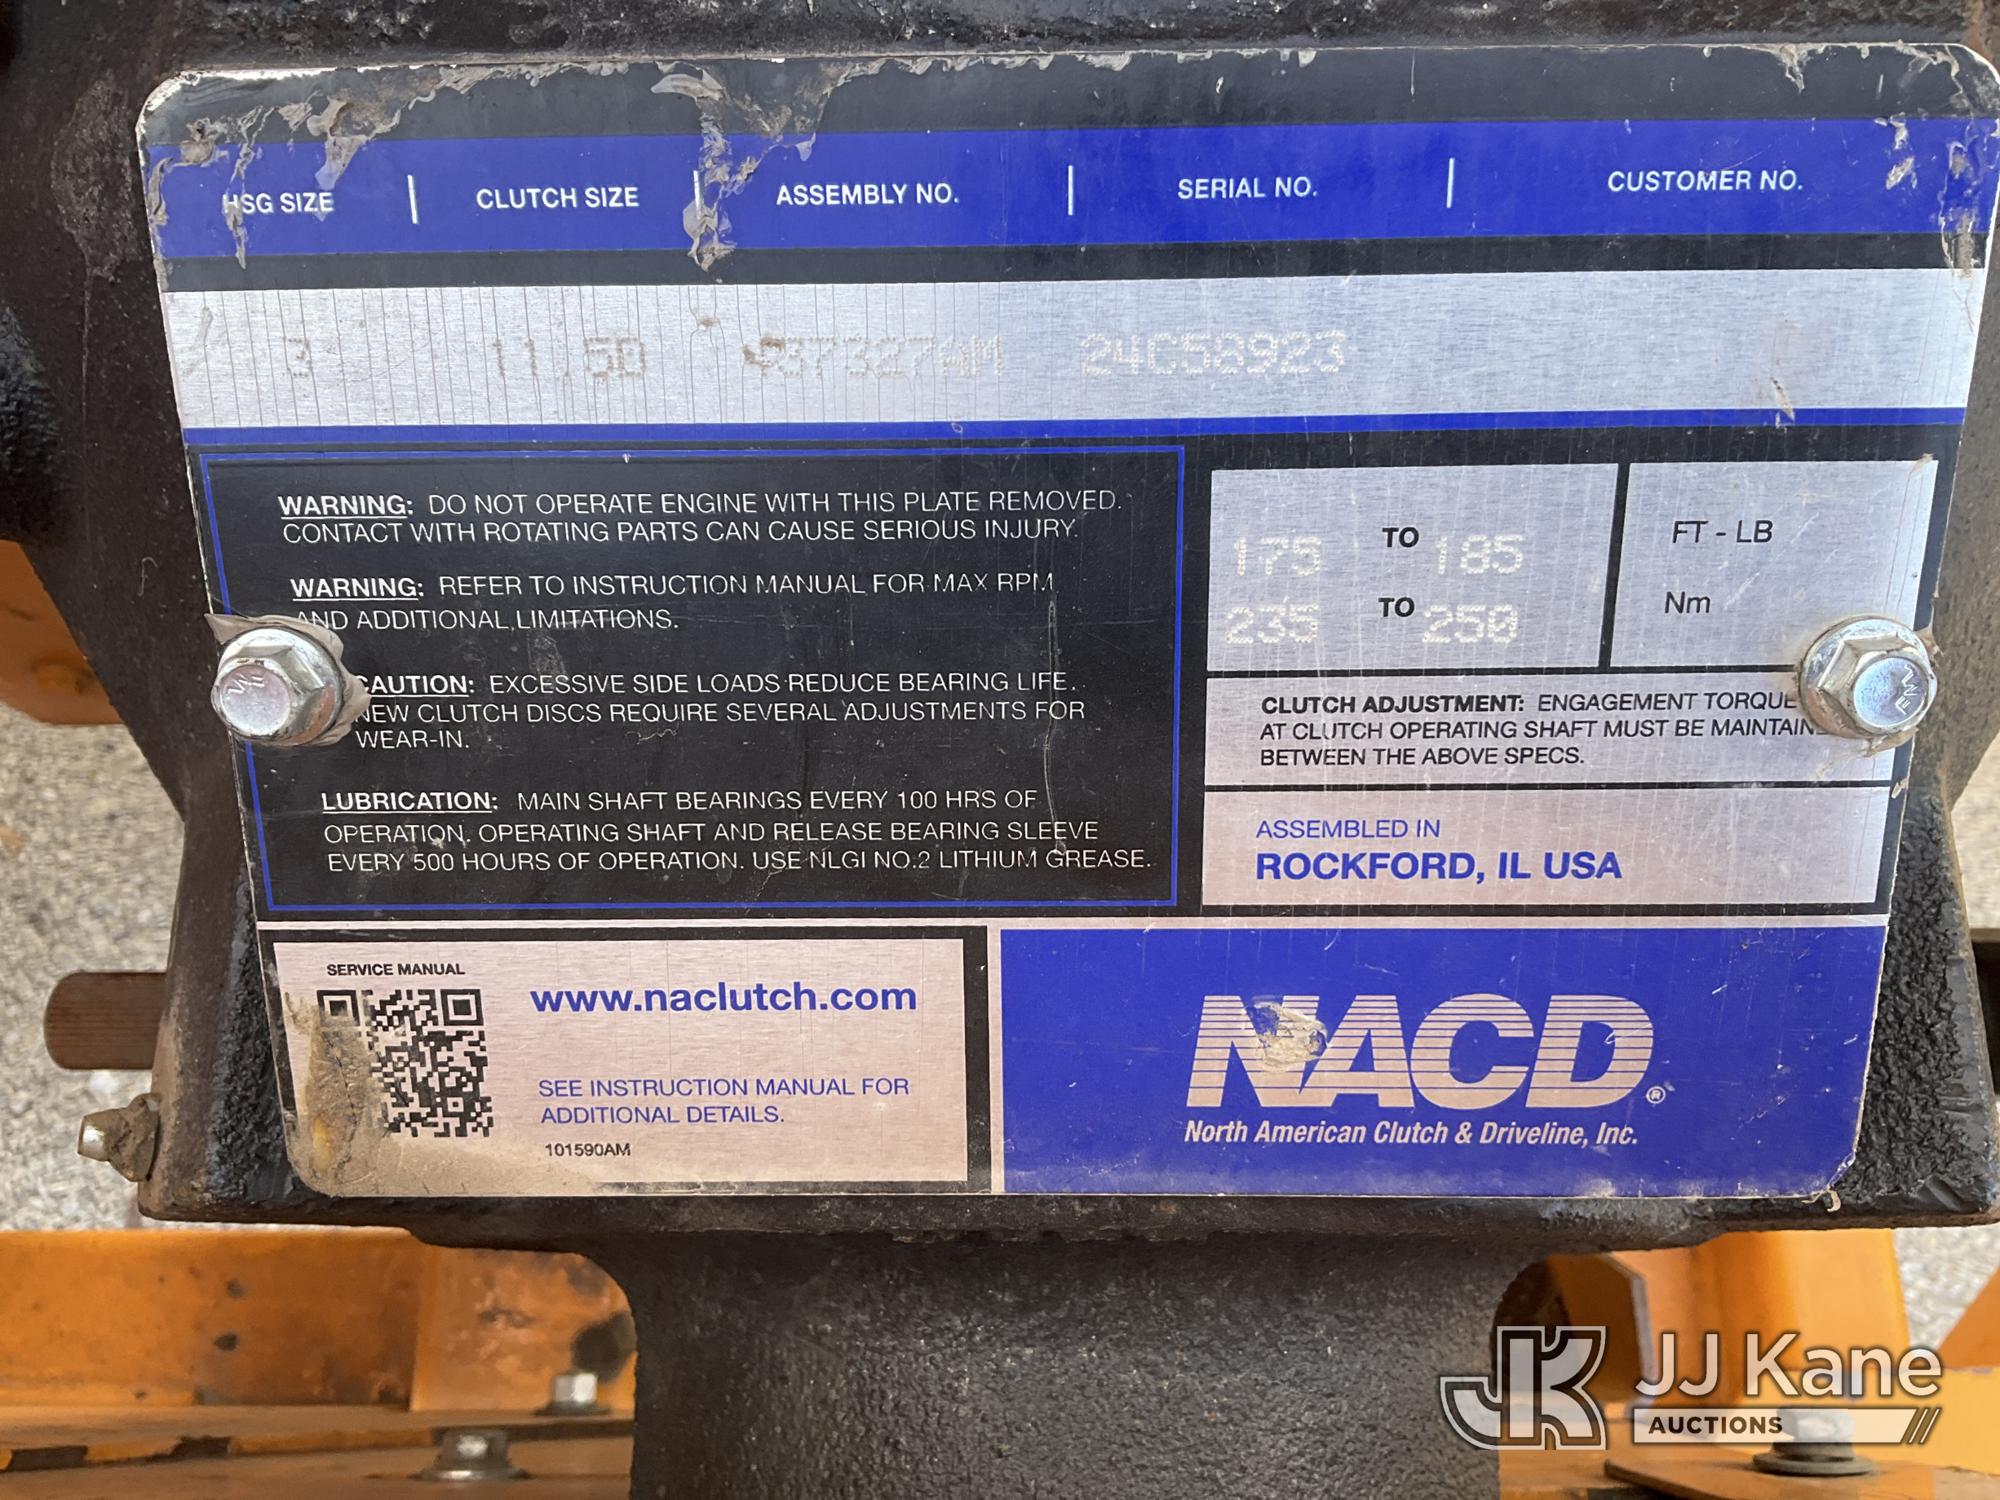 HSG SIZE | CLUTCH SIZE | ASSEMBLY NO. | SERIAL NO. | CUSTOMER NO.
3 11.5D 24C58923
WARNING: DO NOT OPERATE ENGINE WITH THIS PLATE REMOVED.
CONTACT WITH ROTATING PARTS CAN CAUSE SERIOUS INJURY.
WARNING: REFER TO INSTRUCTION MANUAL FOR MAX RPM
AND ADDITIONAL LIMITATIONS.
CAUTION: EXCESSIVE SIDE LOADS REDUCE BEARING LIFE.
NEW CLUTCH DISCS REQUIRE SEVERAL ADJUSTMENTS FOR
WEAR-IN.
LUBRICATION: MAIN SHAFT BEARINGS EVERY 100 HRS OF
OPERATION. OPERATING SHAFT AND RELEASE BEARING SLEEVE
EVERY 500 HOURS OF OPERATION. USE NLGI NO.2 LITHIUM GREASE.
175 TO 185 FT - LB
235 TO 250 Nm
CLUTCH ADJUSTMENT: ENGAGEMENT TORQUE
AT CLUTCH OPERATING SHAFT MUST BE MAINTAIN
BETWEEN THE ABOVE SPECS.
ASSEMBLED IN
ROCKFORD, IL USA
SERVICE MANUAL
www.naclutch.com
SEE INSTRUCTION MANUAL FOR
ADDITIONAL DETAILS.
101590AM
NACD®
North American Clutch & Driveline, Inc.
JK JJ Kane
AUCTIONS